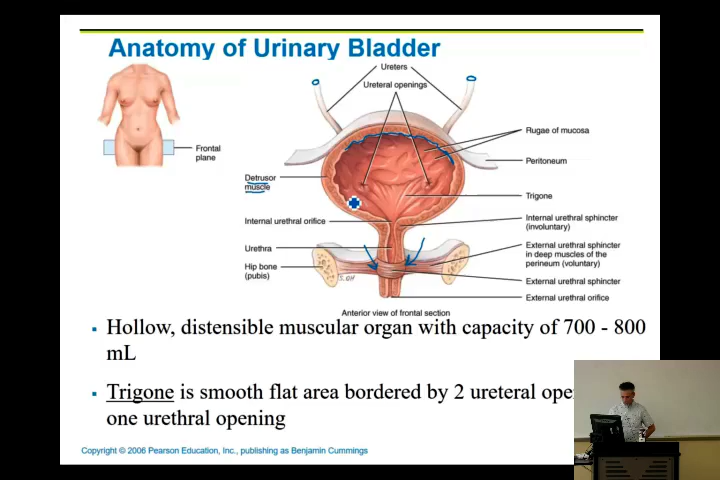 Anatomy of Urinary Bladder
Ureters
Ureteral openings
Rugae of mucosa
Peritoneum
Frontal
plane
Detrusor
muscle
Trigone
Internal urethral orifice
Internal urethral sphincter
(involuntary)
Urethra
External urethral sphincter
in deep muscles of the
perineum (voluntary)
Hip bone
(pubis)
External urethral sphincter
External urethral orifice
Anterior view of frontal section
▪ Hollow, distensible muscular organ with capacity of 700 - 800
mL
▪ Trigone is smooth flat area bordered by 2 ureteral
one urethral opening
Copyright © 2006 Pearson Education, Inc., publishing as Benjamin Cummings